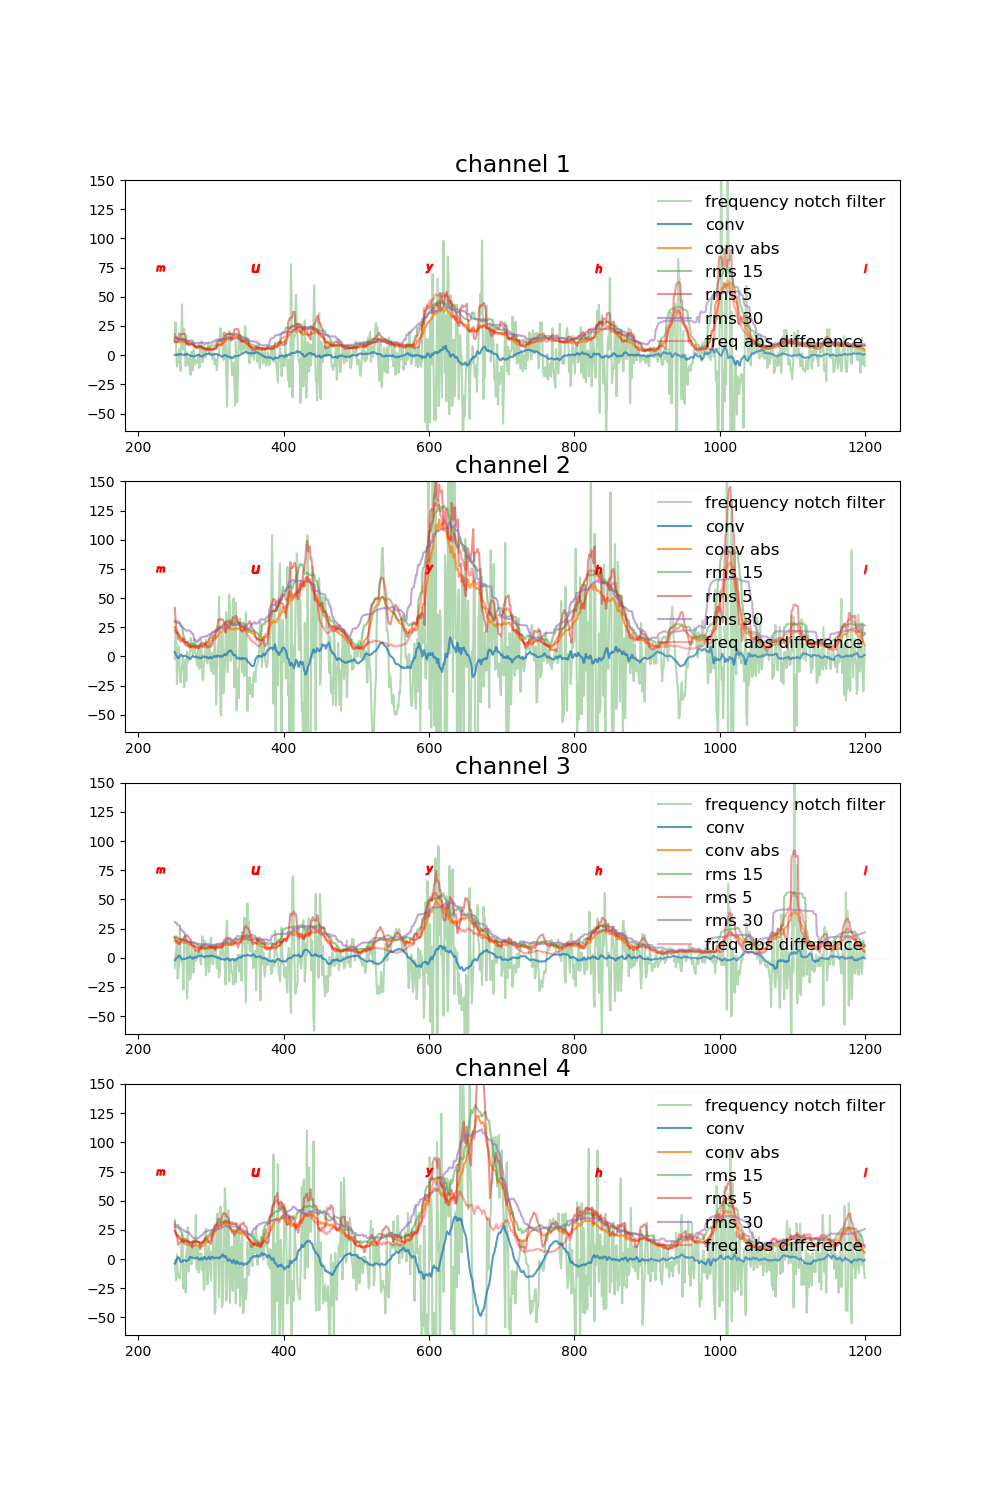 channel 1
150
125
100
75
50
25
0
−25
−50
m u y h l
frequency notch filter
conv
conv abs
rms 15
rms 5
rms 30
freq abs difference
200 400 600 800 1000 1200
channel 2
150
125
100
75
50
25
0
−25
−50
m u y h l
frequency notch filter
conv
conv abs
rms 15
rms 5
rms 30
freq abs difference
200 400 600 800 1000 1200
channel 3
150
125
100
75
50
25
0
−25
−50
m u y h l
frequency notch filter
conv
conv abs
rms 15
rms 5
rms 30
freq abs difference
200 400 600 800 1000 1200
channel 4
150
125
100
75
50
25
0
−25
−50
m u y h l
frequency notch filter
conv
conv abs
rms 15
rms 5
rms 30
freq abs difference
200 400 600 800 1000 1200